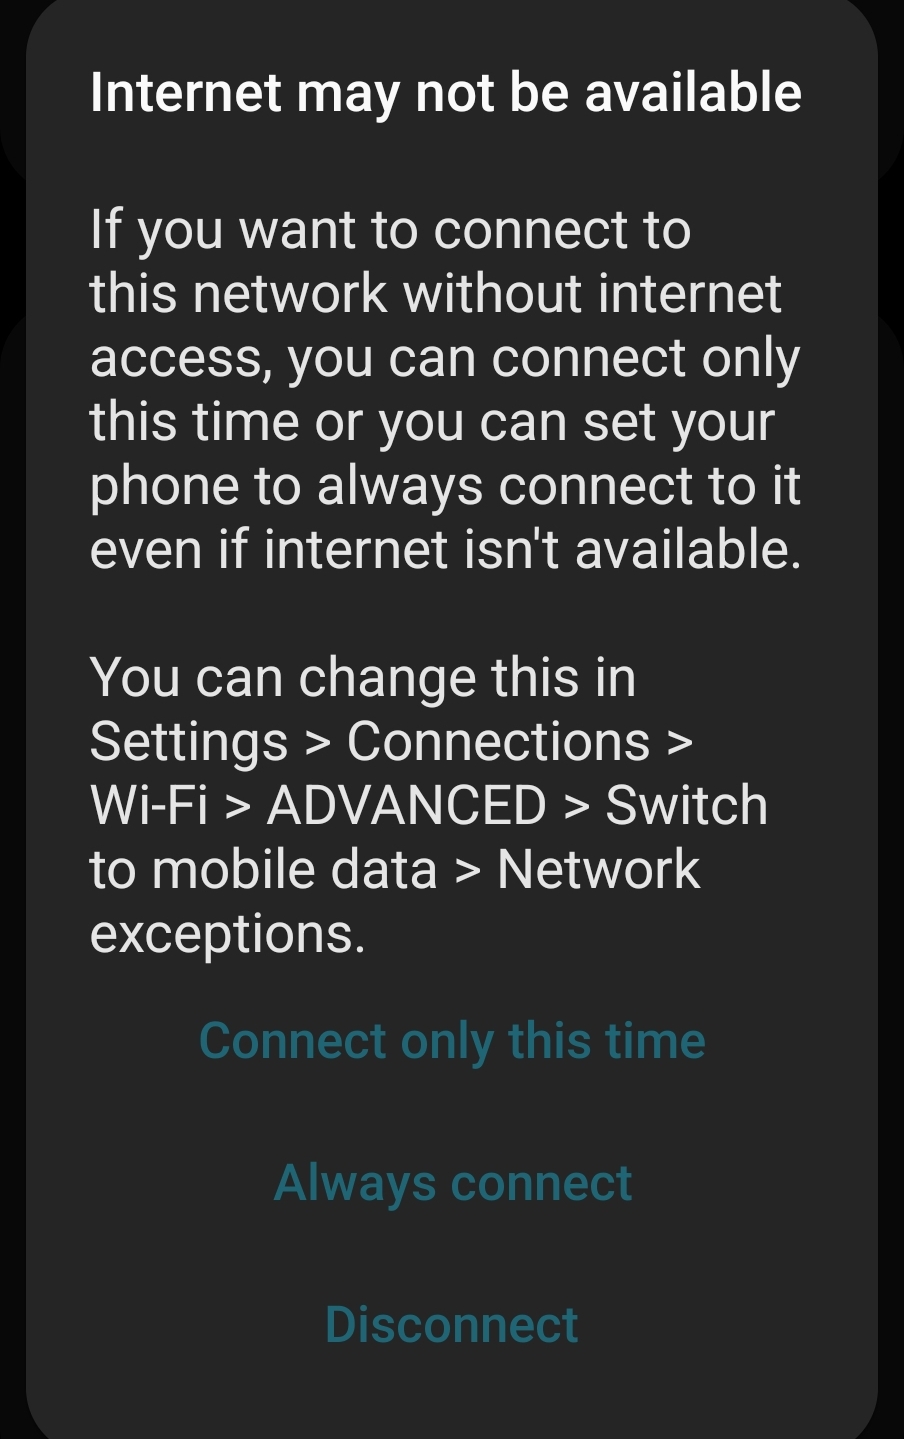 Internet may not be available
If you want to connect to
this network without internet
access, you can connect only
this time or you can set your
phone to always connect to it
even if internet isn't available.
You can change this in
Settings > Connections >
Wi-Fi > ADVANCED > Switch
to mobile data > Network
exceptions.
Connect only this time
Always connect
Disconnect